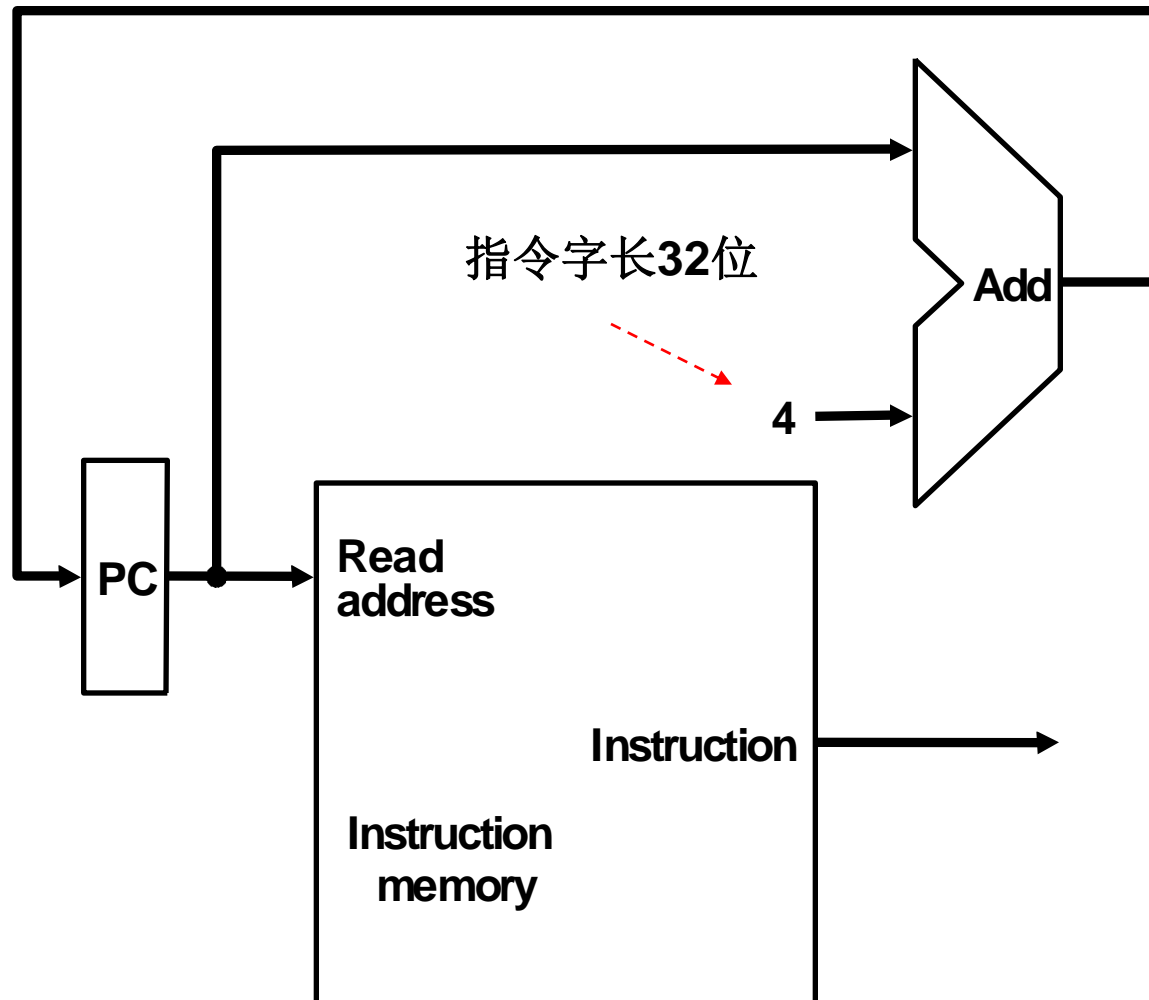 指令字长32位
Add
4
PC
Read
address
Instruction
Instruction
memory